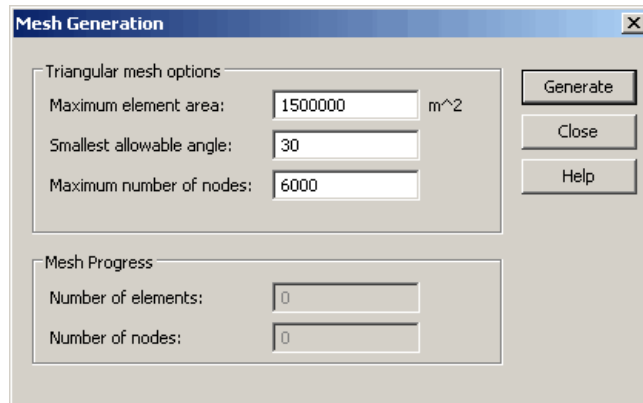 Mesh Generation
Triangular mesh options
Maximum element area: 1500000 m^2
Smallest allowable angle: 30
Maximum number of nodes: 6000
Generate
Close
Help
Mesh Progress
Number of elements: 0
Number of nodes: 0